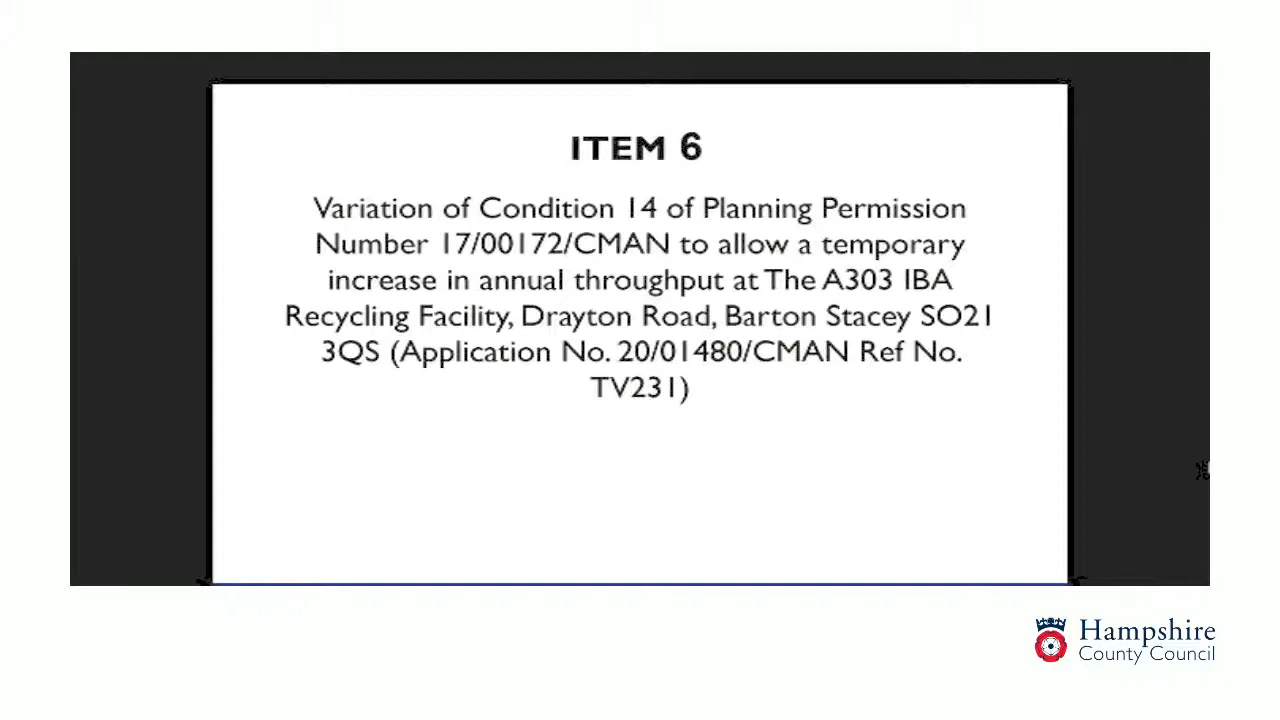 ITEM 6
Variation of Condition 14 of Planning Permission
Number 17/00172/CMAN to allow a temporary
increase in annual throughput at The A303 IBA
Recycling Facility, Drayton Road, Barton Stacey SO21
3QS (Application No. 20/01480/CMAN Ref No.
TV231)
Hampshire
County Council